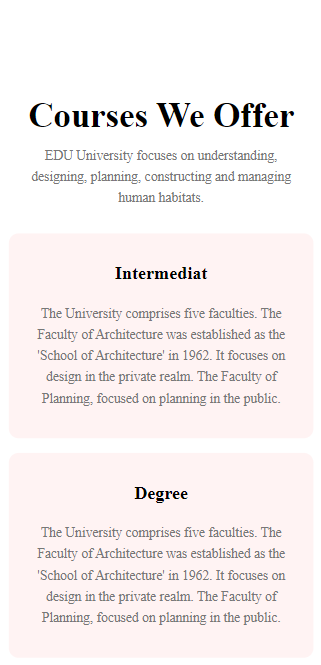 Courses We Offer
EDU University focuses on understanding,
designing, planning, constructing and managing
human habitats.
Intermediat
The University comprises five faculties. The
Faculty of Architecture was established as the
'School of Architecture' in 1962. It focuses on
design in the private realm. The Faculty of
Planning, focused on planning in the public.
Degree
The University comprises five faculties. The
Faculty of Architecture was established as the
'School of Architecture' in 1962. It focuses on
design in the private realm. The Faculty of
Planning, focused on planning in the public.